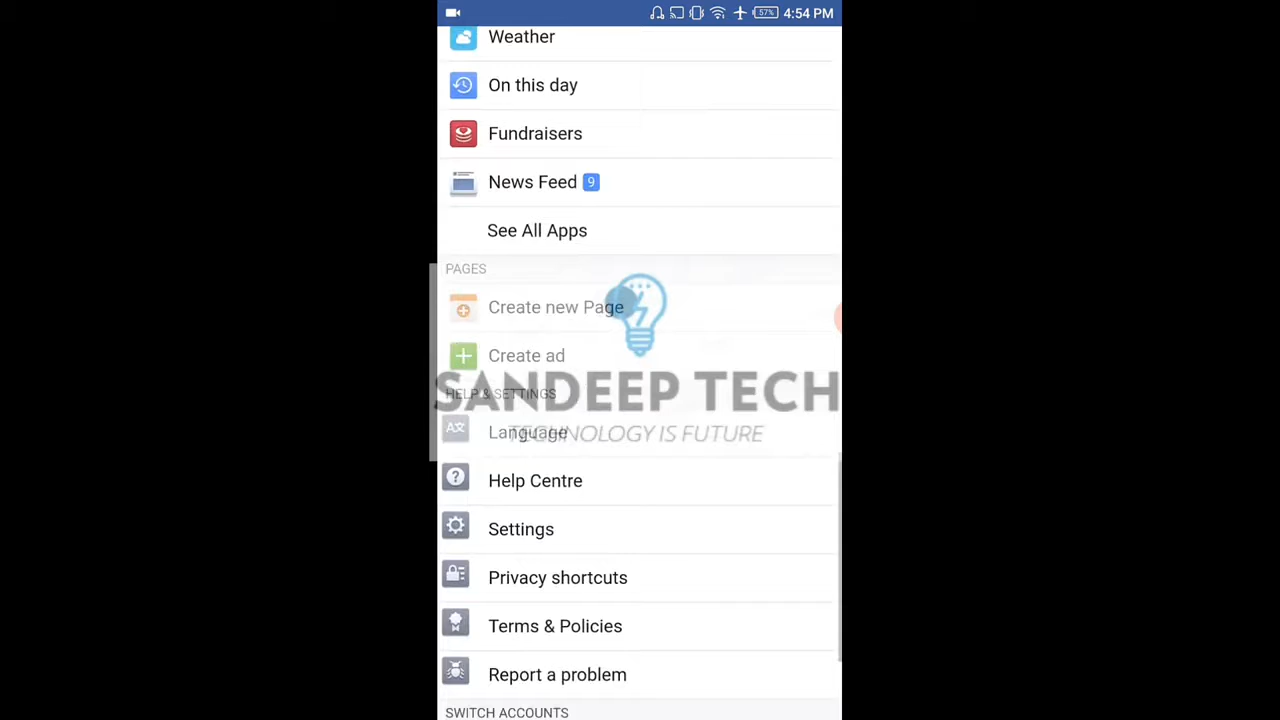 57%
4:54 PM
Weather
On this day
Fundraisers
News Feed 9
See All Apps
PAGES
Create new Page
Create ad
SANDEEP TECH
HELP & SETTINGS
Language
TECHNOLOGY IS FUTURE
Help Centre
Settings
Privacy shortcuts
Terms & Policies
Report a problem
SWITCH ACCOUNTS